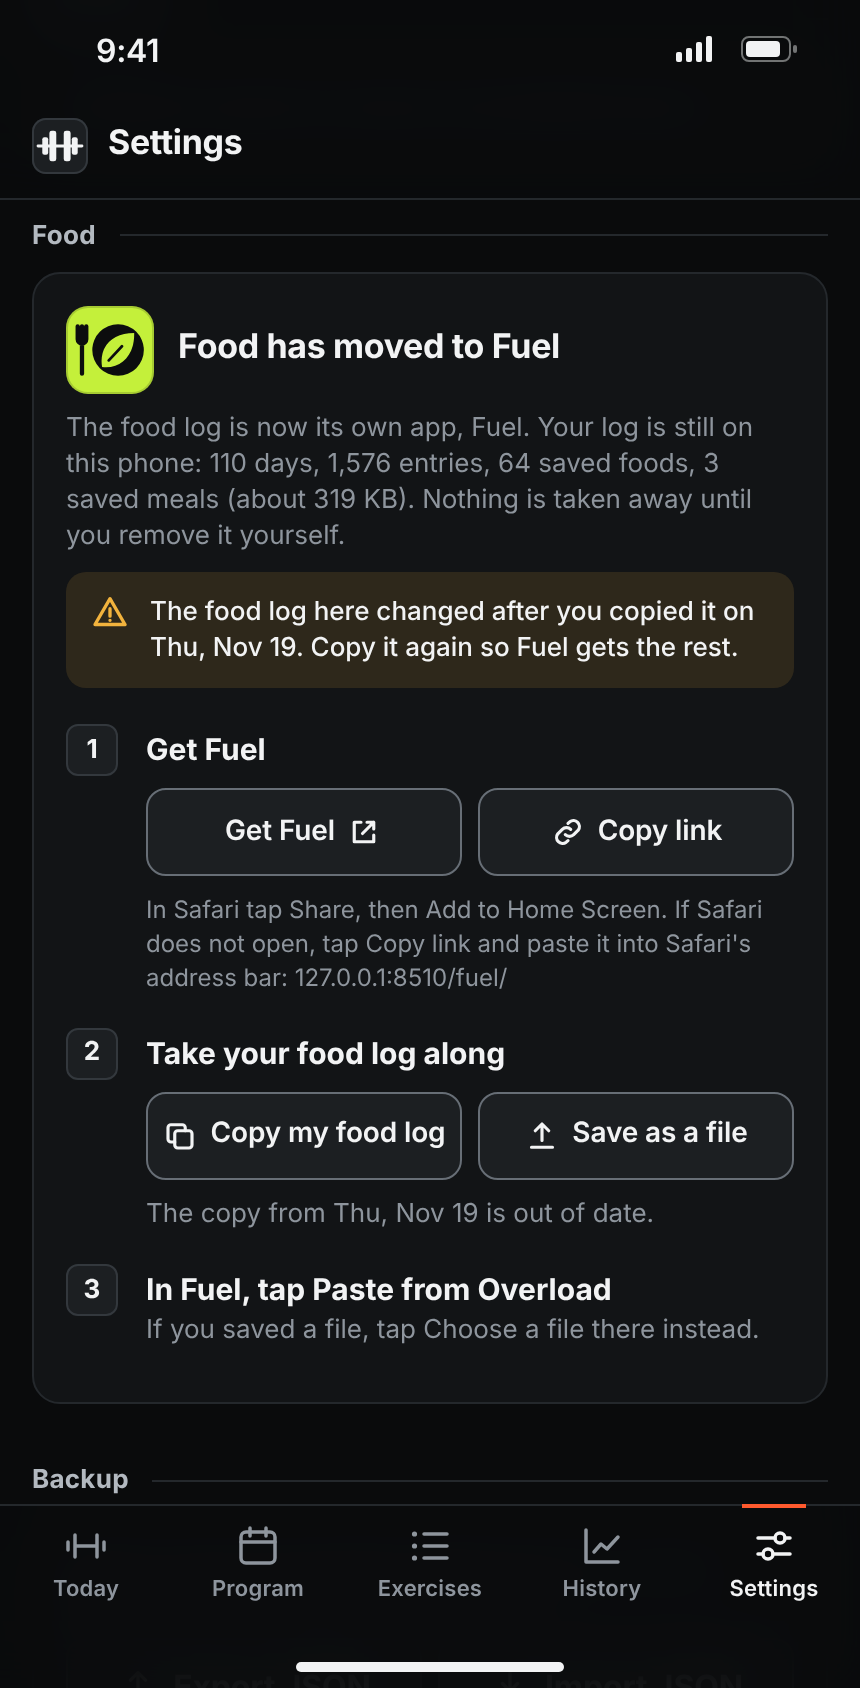 9:41
Settings
Food
Food has moved to Fuel
The food log is now its own app, Fuel. Your log is still on
this phone: 110 days, 1,576 entries, 64 saved foods, 3
saved meals (about 319 KB). Nothing is taken away until
you remove it yourself.
The food log here changed after you copied it on
Thu, Nov 19. Copy it again so Fuel gets the rest.
1 Get Fuel
Get Fuel Copy link
In Safari tap Share, then Add to Home Screen. If Safari
does not open, tap Copy link and paste it into Safari's
address bar: 127.0.0.1:8510/fuel/
2 Take your food log along
Copy my food log Save as a file
The copy from Thu, Nov 19 is out of date.
3 In Fuel, tap Paste from Overload
If you saved a file, tap Choose a file there instead.
Backup
Today Program Exercises History Settings
Export JSON Import JSON